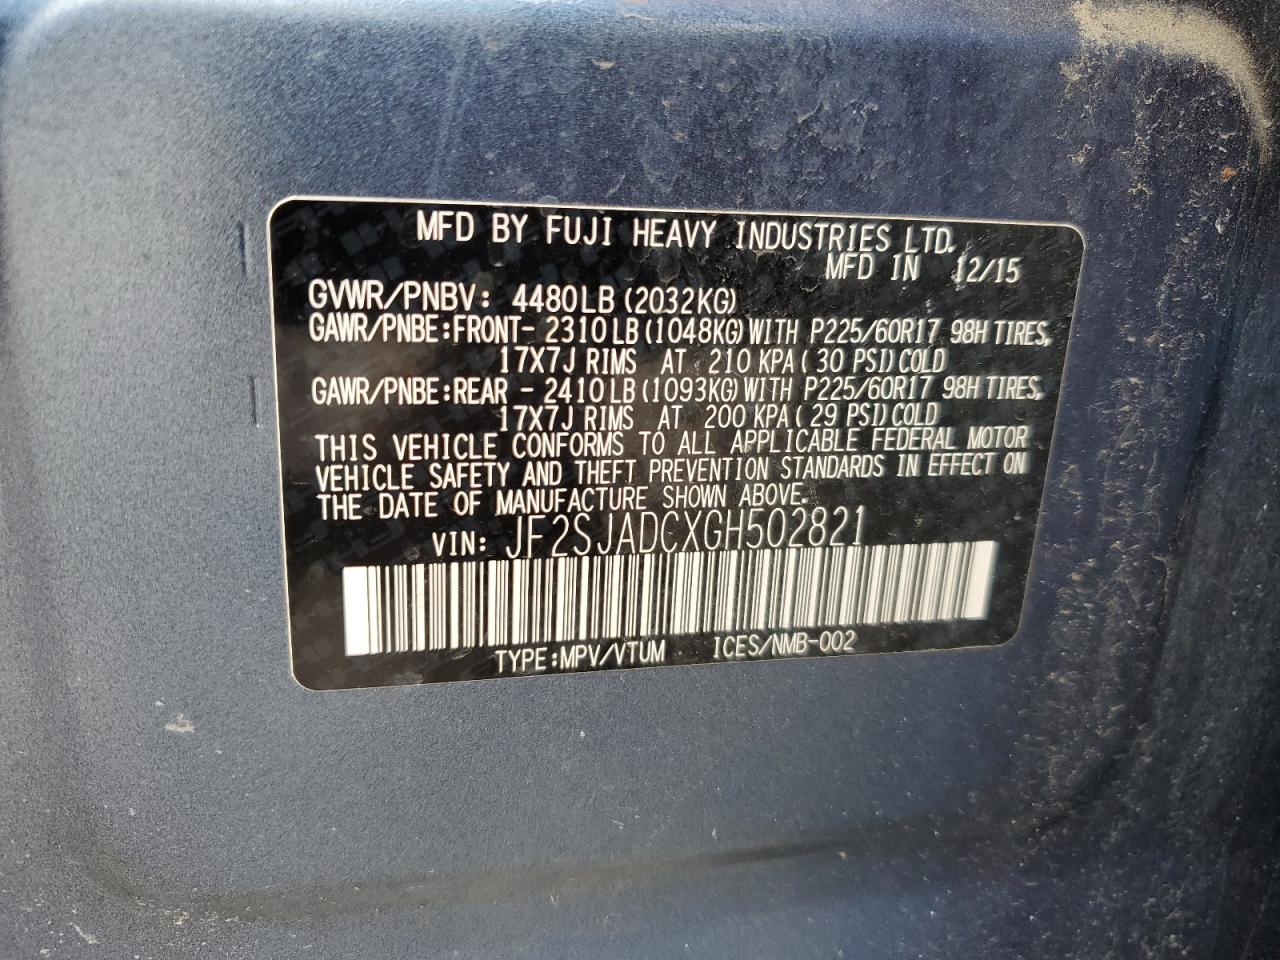 MFD BY FUJI HEAVY INDUSTRIES LTD.
MFD IN 12/15
GVWR/PNBV: 4480LB (2032KG)
GAWR/PNBE:FRONT- 2310LB (1048KG)WITH P225/60R17 98H TIRES,
17X7J RIMS AT 210 KPA( 30 PSI)COLD
GAWR/PNBE:REAR - 2410LB (1093KG)WITH P225/60R17 98H TIRES,
17X7J RIMS AT 200 KPA( 29 PSI)COLD
THIS VEHICLE CONFORMS TO ALL APPLICABLE FEDERAL MOTOR
VEHICLE SAFETY AND THEFT PREVENTION STANDARDS IN EFFECT ON
THE DATE OF MANUFACTURE SHOWN ABOVE.
VIN: JF2SJADCXGH502821
TYPE:MPV/VTUM ICES/NMB-002